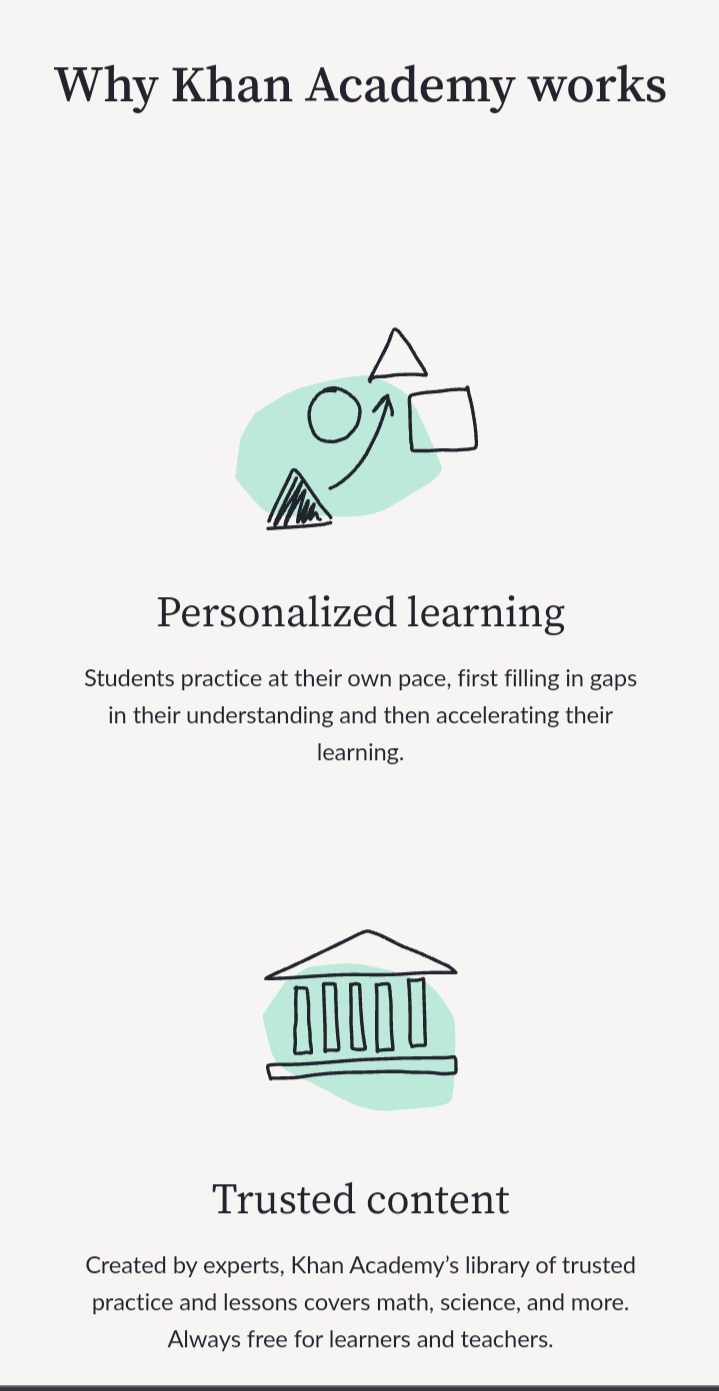 Why Khan Academy works
Personalized learning
Students practice at their own pace, first filling in gaps
in their understanding and then accelerating their
learning.
Trusted content
Created by experts, Khan Academy’s library of trusted
practice and lessons covers math, science, and more.
Always free for learners and teachers.